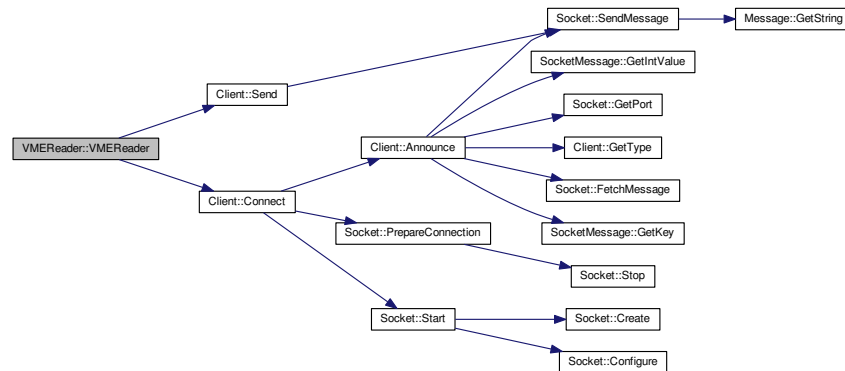 VMEReader::VMEReader
Client::Send
Client::Connect
Client::Announce
Socket::PrepareConnection
Socket::Start
Socket::SendMessage
SocketMessage::GetIntValue
Socket::GetPort
Client::GetType
Socket::FetchMessage
SocketMessage::GetKey
Socket::Stop
Socket::Create
Socket::Configure
Message::GetString